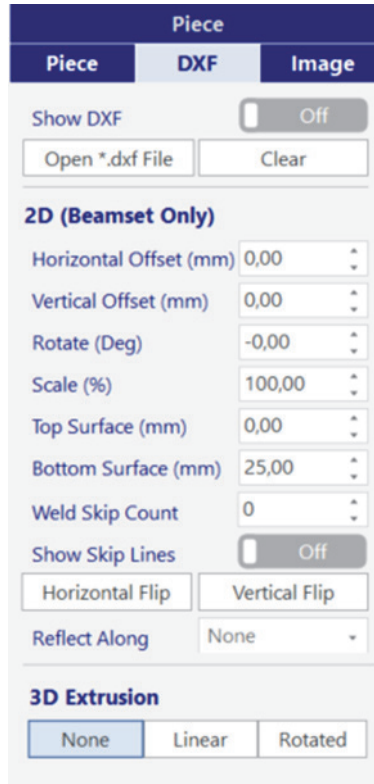 Piece
Piece DXF Image
Show DXF Off
Open *.dxf File Clear
2D (Beamset Only)
Horizontal Offset (mm) 0,00
Vertical Offset (mm) 0,00
Rotate (Deg) -0,00
Scale (%) 100,00
Top Surface (mm) 0,00
Bottom Surface (mm) 25,00
Weld Skip Count 0
Show Skip Lines Off
Horizontal Flip Vertical Flip
Reflect Along None
3D Extrusion
None Linear Rotated